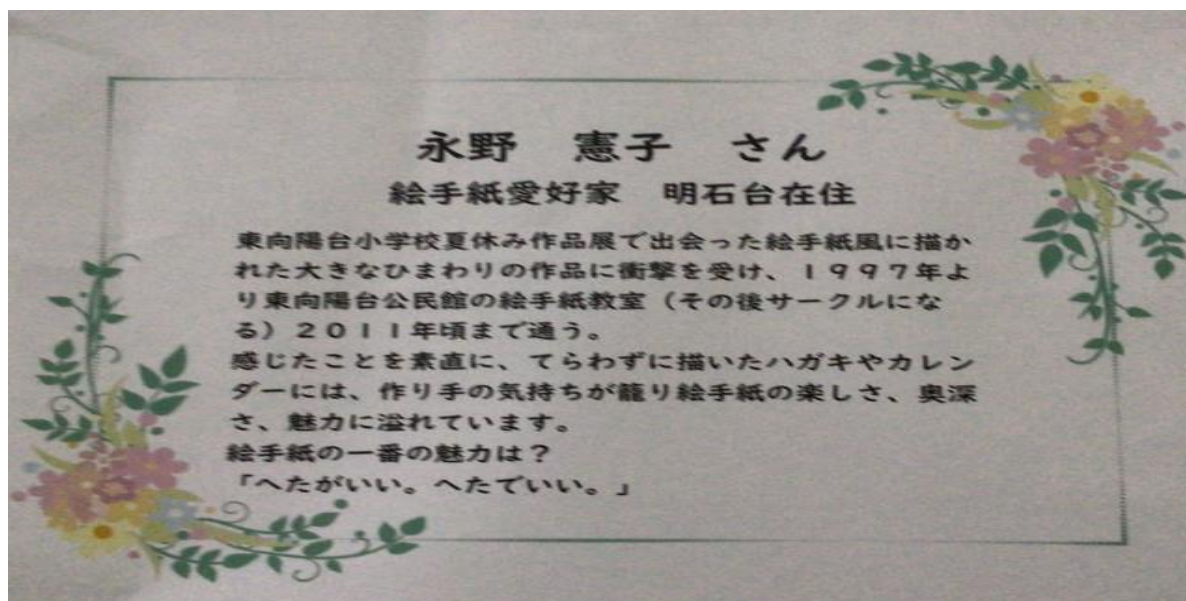 永野　憲子　さん
絵手紙愛好家　明石台在住
東向陽台小学校夏休み作品展で出会った絵手紙風に描か
れた大きなひまわりの作品に衝撃を受け、１９９７年よ
り東向陽台公民館の絵手紙教室（その後サークルにな
る）２０１１年頃まで通う。
感じたことを素直に、てらわずに描いたハガキやカレン
ダーには、作り手の気持ちが籠り絵手紙の楽しさ、奥深
さ、魅力に溢れています。
絵手紙の一番の魅力は？
「へたがいい。へたでいい。」